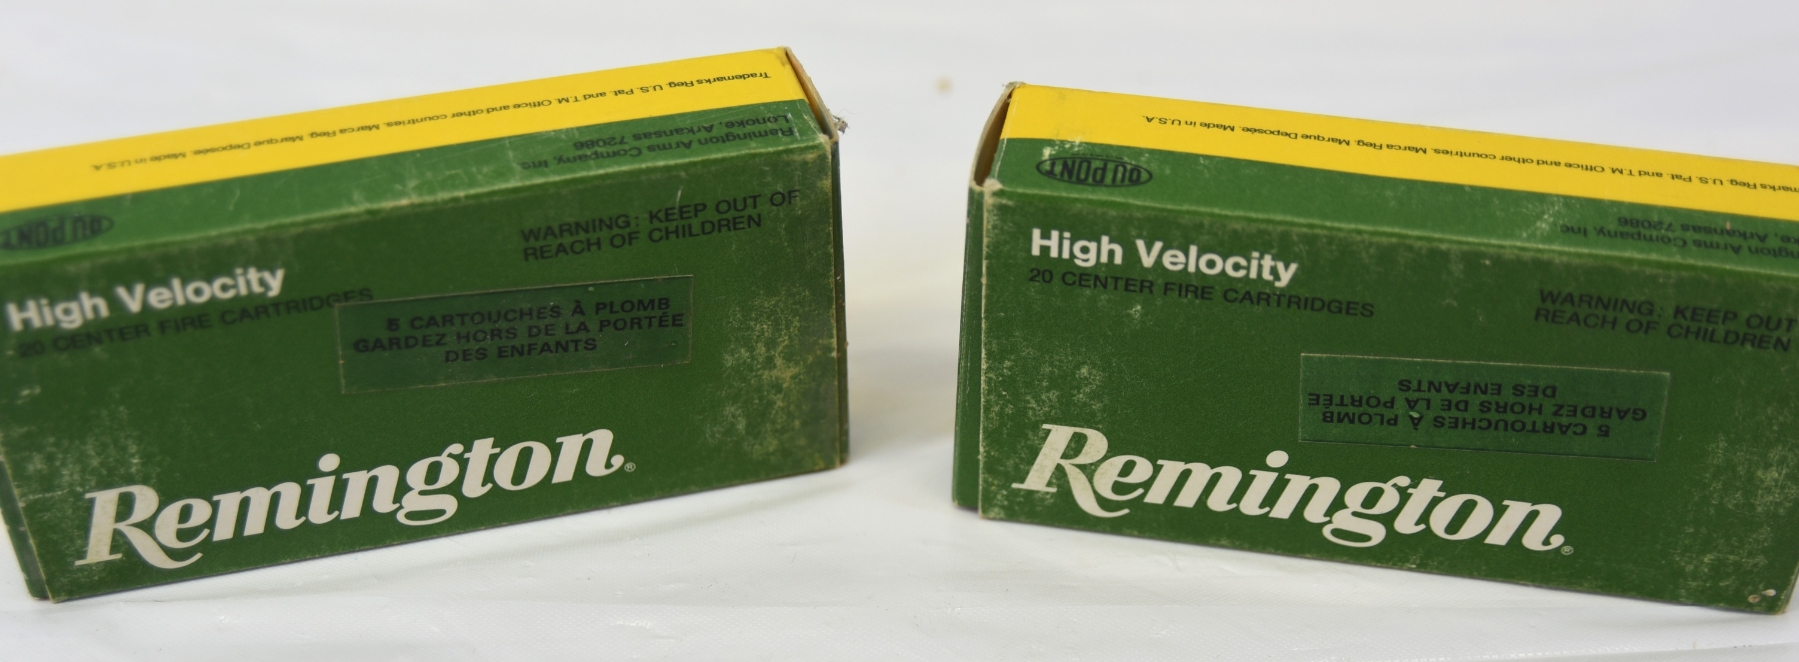 Trademarks Reg. U.S. Pat. and T.M. Office and other countries. Marca Reg. Marque Deposée. Made in U.S.A.
Remington Arms Company, Inc
Lonoke, Arkansas 72086
DU PONT
WARNING: KEEP OUT OF
REACH OF CHILDREN
High Velocity
20 CENTER FIRE CARTRIDGES
5 CARTOUCHES À PLOMB
GARDEZ HORS DE LA PORTÉE
DES ENFANTS
Remington®
Reg. U.S. Pat. and T.M. Office and other countries. Marca Reg. Marque Deposée. Made in U.S.A.
DU PONT
Arms Company, Inc
Arkansas 72086
High Velocity
20 CENTER FIRE CARTRIDGES
WARNING: KEEP OUT
REACH OF CHILDREN
5 CARTOUCHES À PLOMB
GARDEZ HORS DE LA PORTÉE
DES ENFANTS
Remington®